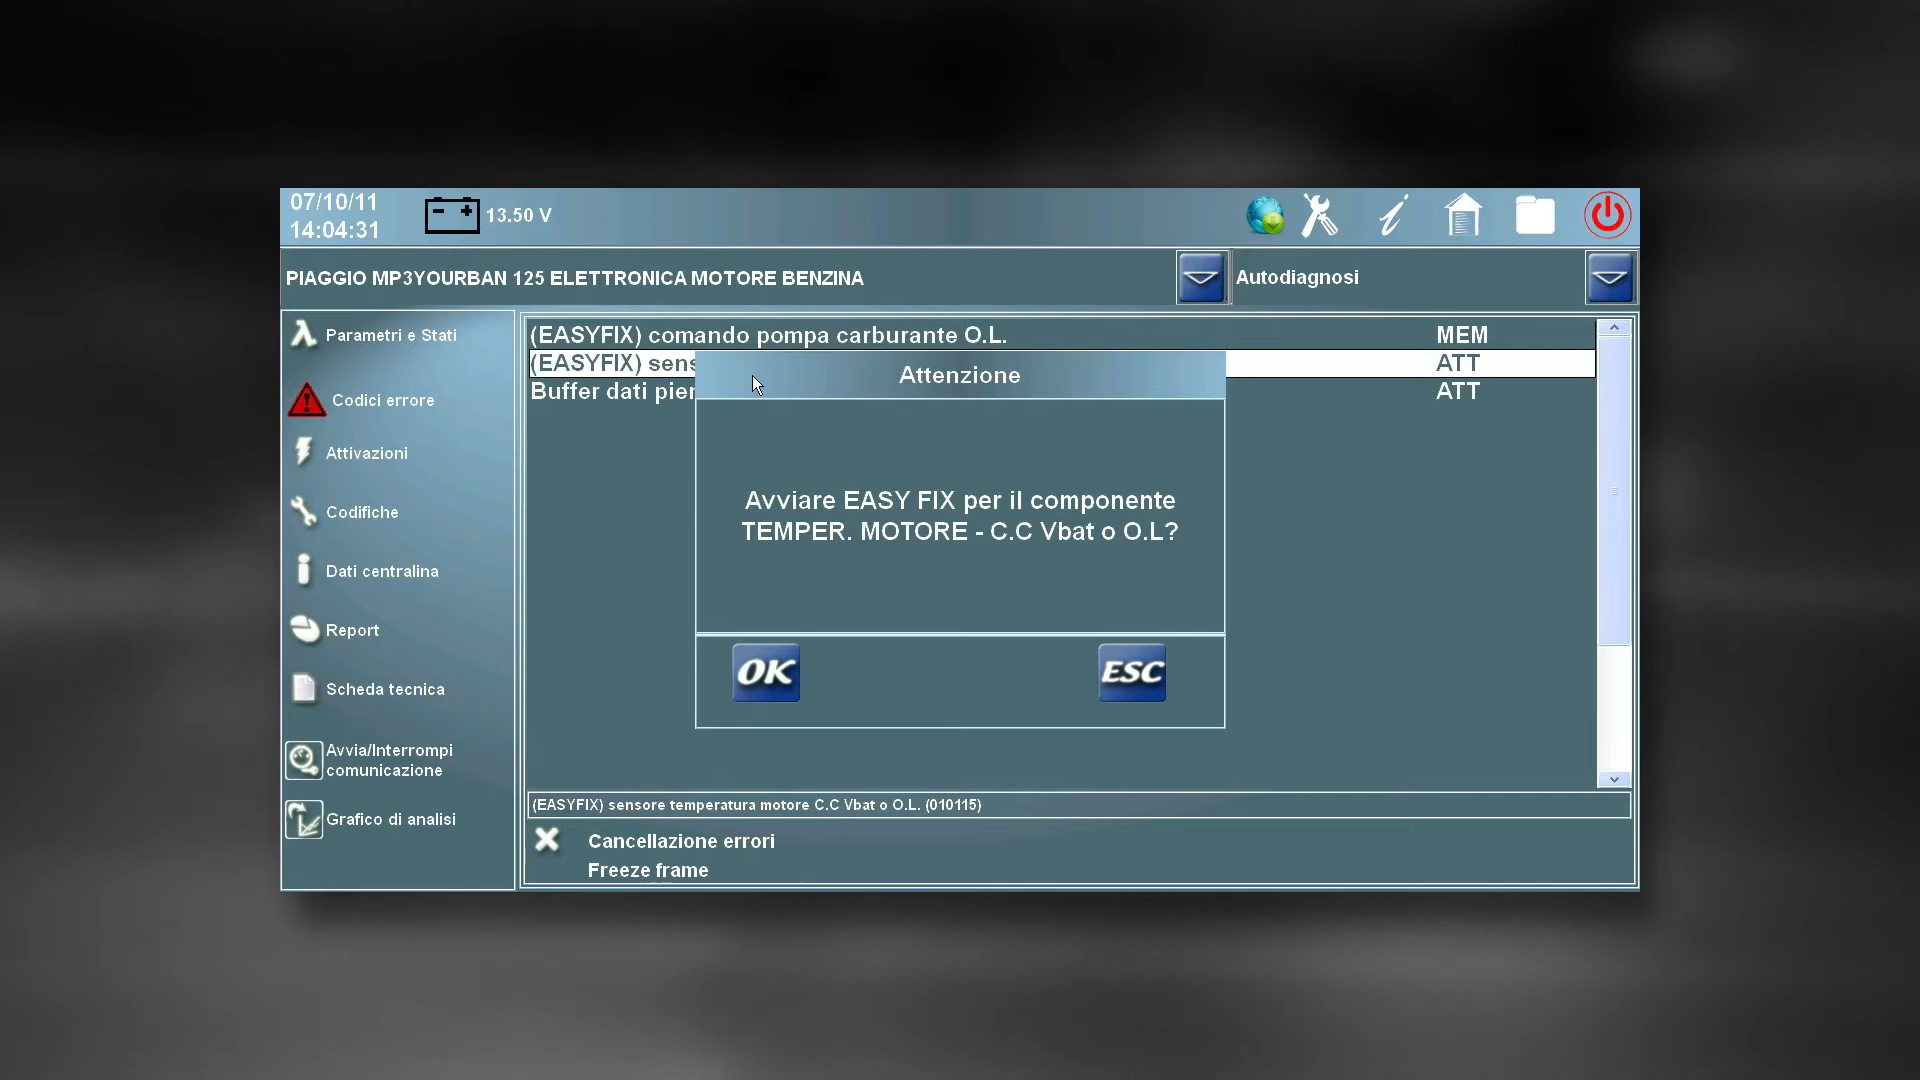 07/10/11
14:04:31
13.50 V
PIAGGIO MP3YOURBAN 125 ELETTRONICA MOTORE BENZINA
Autodiagnosi
Parametri e Stati
Codici errore
Attivazioni
Codifiche
Dati centralina
Report
Scheda tecnica
Avvia/Interrompi
comunicazione
Grafico di analisi
(EASYFIX) comando pompa carburante O.L. MEM
(EASYFIX) sens ATT
Buffer dati pien ATT
Attenzione
Avviare EASY FIX per il componente
TEMPER. MOTORE - C.C Vbat o O.L?
OK ESC
(EASYFIX) sensore temperatura motore C.C Vbat o O.L. (010115)
Cancellazione errori
Freeze frame